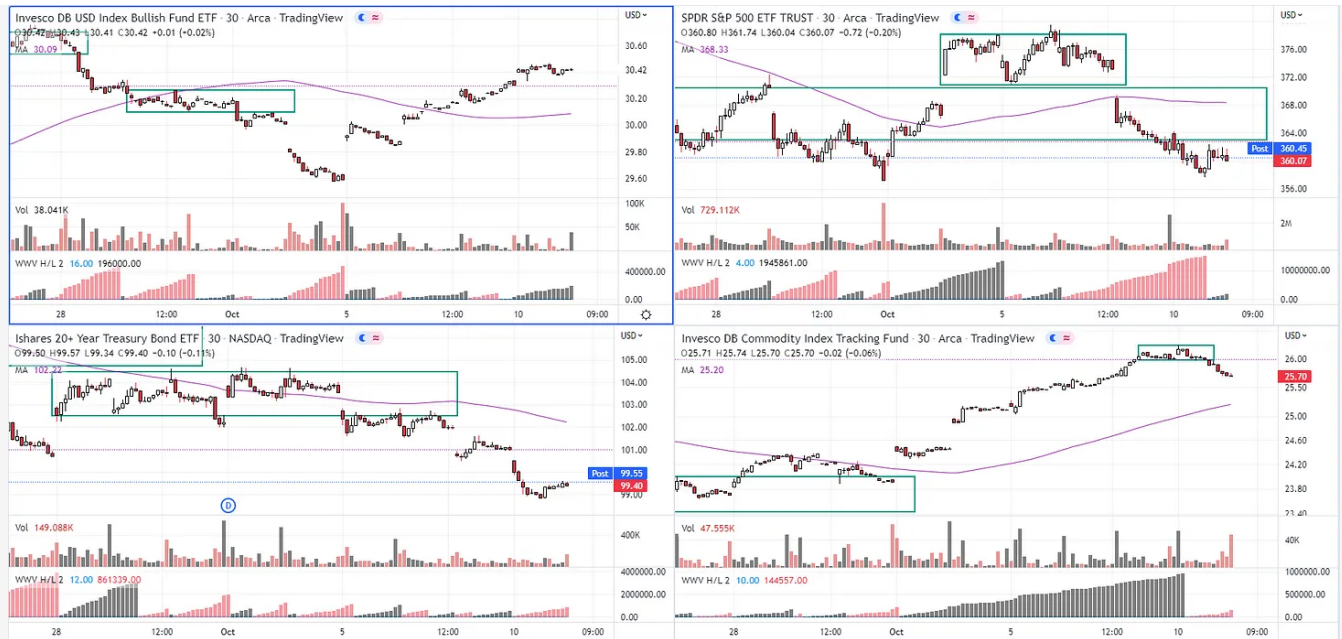 Invesco DB USD Index Bullish Fund ETF · 30 · Arca · TradingView
USD
O30.42 H30.43 L30.41 C30.42 +0.01 (+0.02%)
MA 30.09
30.60
30.42
30.20
30.00
29.80
29.60
Vol 38.041K
100K
50K
WWV H/L 2 16.00 196000.00
400000.00
0.00
28 12:00 Oct 5 12:00 10 09:00
SPDR S&P 500 ETF TRUST · 30 · Arca · TradingView
USD
O360.80 H361.74 L360.04 C360.07 −0.72 (−0.20%)
MA 368.33
376.00
372.00
368.00
364.00
Post 360.45
360.07
356.00
Vol 729.112K
2M
WWV H/L 2 4.00 1945861.00
10000000.00
0.00
28 12:00 Oct 5 12:00 10 09:00
Ishares 20+ Year Treasury Bond ETF · 30 · NASDAQ · TradingView
USD
O99.50 H99.57 L99.34 C99.40 −0.10 (−0.11%)
MA 102.22
105.00
104.00
103.00
102.00
101.00
Post 99.55
99.40
99.00
D
Vol 149.088K
400K
WWV H/L 2 12.00 861339.00
4000000.00
2000000.00
0.00
28 12:00 Oct 5 12:00 10 09:00
Invesco DB Commodity Index Tracking Fund · 30 · Arca · TradingView
USD
O25.71 H25.74 L25.70 C25.70 −0.02 (−0.06%)
MA 25.20
26.00
25.70
25.50
25.00
24.60
24.20
23.80
23.40
Vol 47.555K
40K
WWV H/L 2 10.00 144557.00
1000000.00
500000.00
0.00
28 12:00 Oct 5 12:00 10 09:00